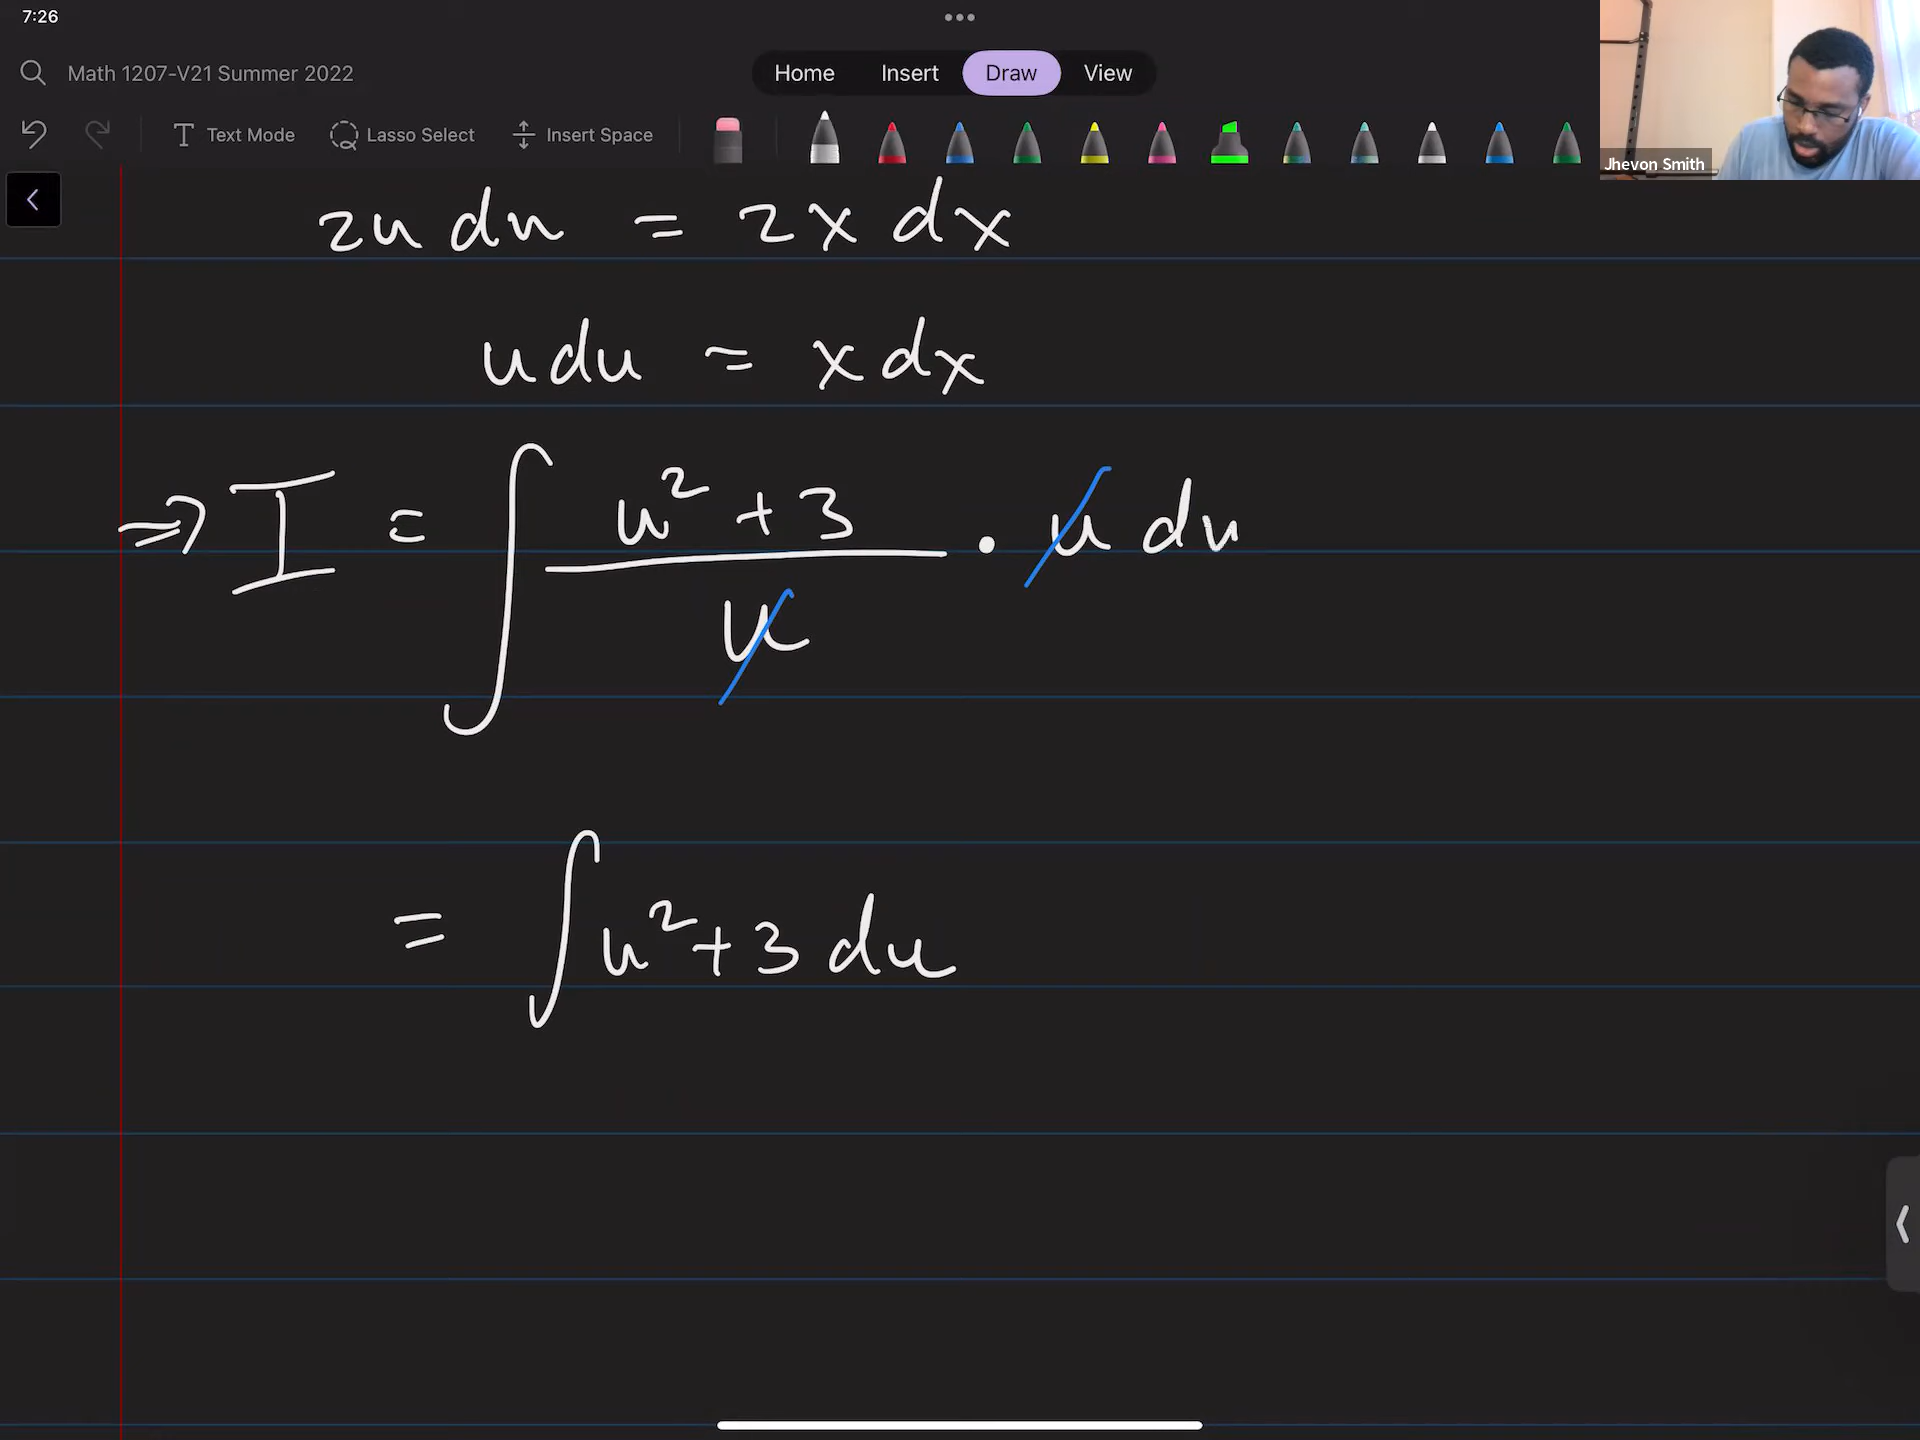 7:26
Math 1207-V21 Summer 2022
Home Insert Draw View
Text Mode Lasso Select Insert Space
Jhevon Smith
2u du = 2x dx
u du = x dx
⇒ I = ∫ (u² + 3)/u · u du
= ∫ u² + 3 du